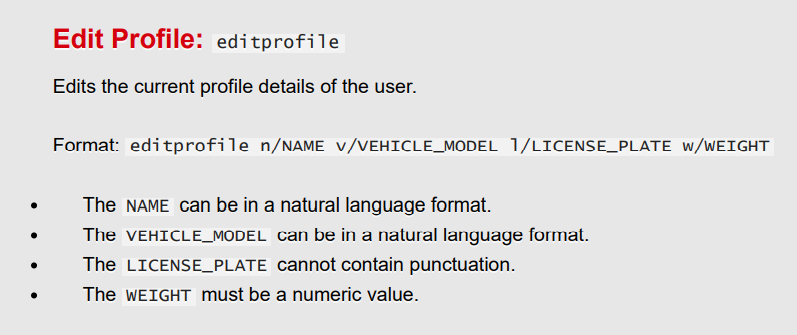 Edit Profile: editprofile
Edits the current profile details of the user.
Format: editprofile n/NAME v/VEHICLE_MODEL l/LICENSE_PLATE w/WEIGHT
• The NAME can be in a natural language format.
• The VEHICLE_MODEL can be in a natural language format.
• The LICENSE_PLATE cannot contain punctuation.
• The WEIGHT must be a numeric value.